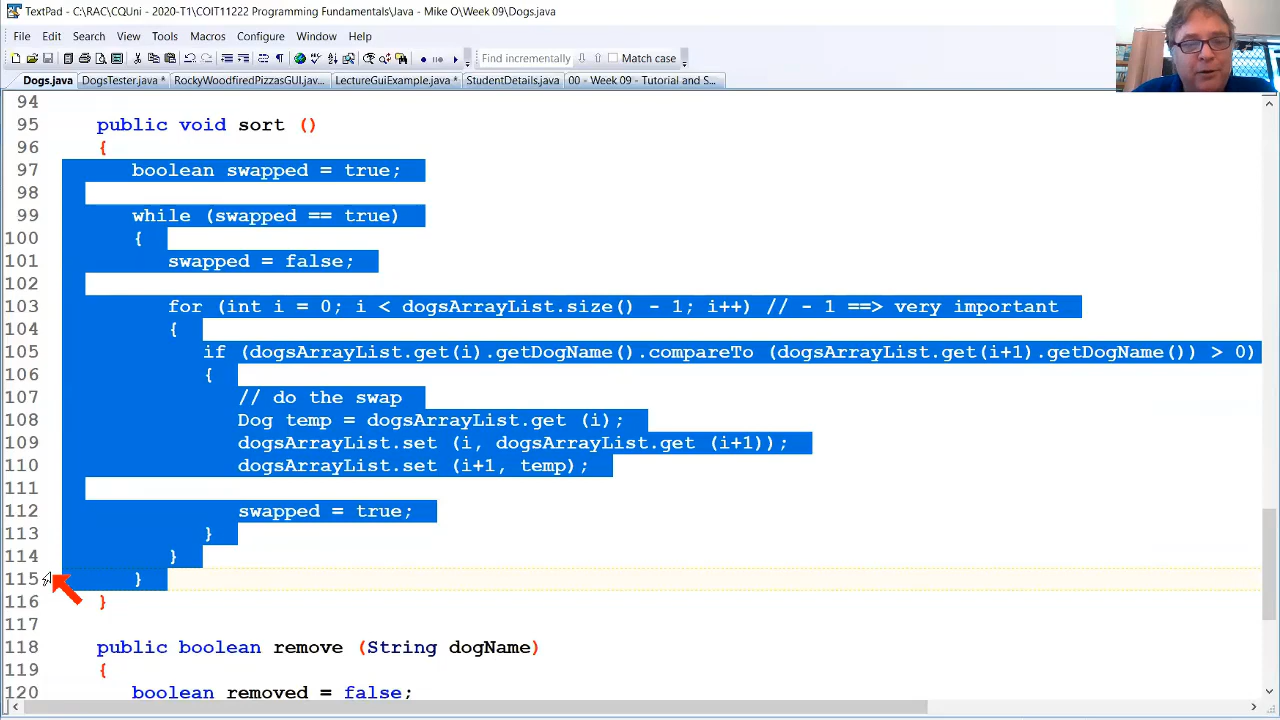 TextPad - C:\RAC\CQUni - 2020-T1\COIT11222 Programming Fundamentals\Java - Mike O\Week 09\Dogs.java
File Edit Search View Tools Macros Configure Window Help
Find incrementally Match case
Dogs.java DogsTester.java * RockyWoodfiredPizzasGUI.jav... LectureGuiExample.java * StudentDetails.java 00 - Week 09 - Tutorial and S...
94
95 public void sort ()
96 {
97 boolean swapped = true;
98
99 while (swapped == true)
100 {
101 swapped = false;
102
103 for (int i = 0; i < dogsArrayList.size() - 1; i++) // - 1 ==> very important
104 {
105 if (dogsArrayList.get(i).getDogName().compareTo (dogsArrayList.get(i+1).getDogName()) > 0)
106 {
107 // do the swap
108 Dog temp = dogsArrayList.get (i);
109 dogsArrayList.set (i, dogsArrayList.get (i+1));
110 dogsArrayList.set (i+1, temp);
111
112 swapped = true;
113 }
114 }
115 }
116 }
117
118 public boolean remove (String dogName)
119 {
120 boolean removed = false;